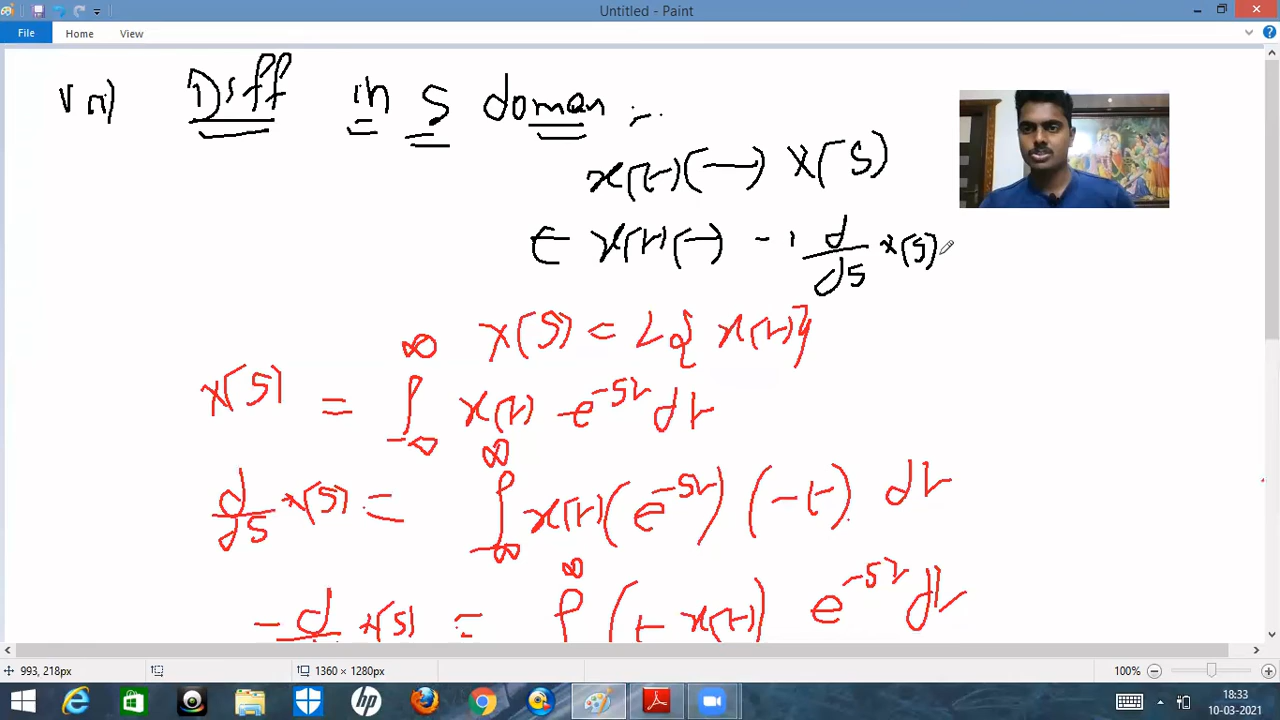 Untitled - Paint
File Home View
Diff in s domain :-
x(t) <-> X(s)
t x(t) <-> - d/ds x(s)
x(s) = L{ x(t) }
x(s) = ∫_{-∞}^{∞} x(t) e^{-st} dt
d/ds x(s) = ∫_{-∞}^{∞} x(t) (e^{-st}) (-t) dt
-d/ds x(s) = ∫^{∞} (t x(t)) e^{-st} dt
993, 218px 1360 × 1280px 100%
18:33
10-03-2021